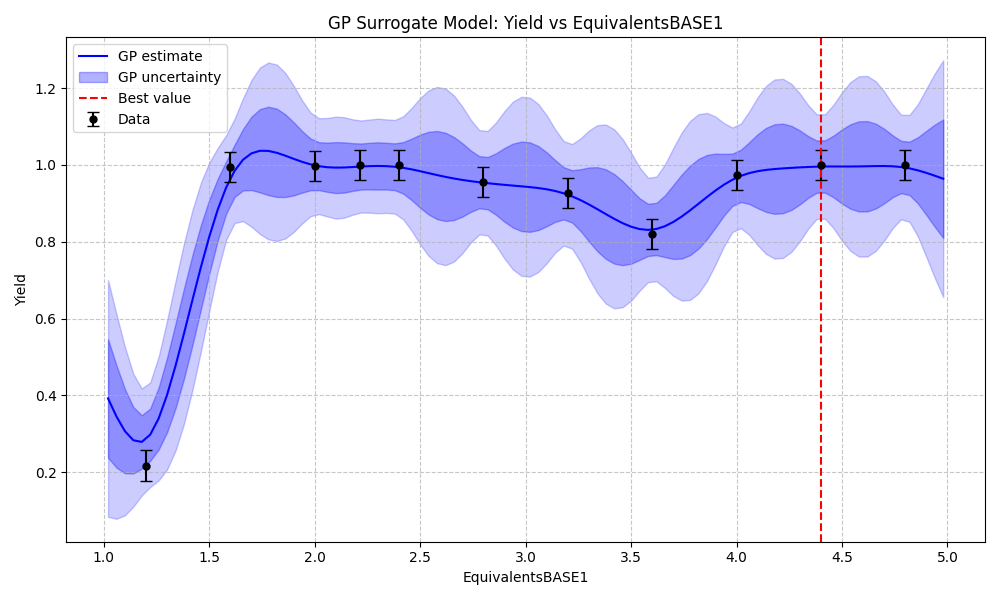 GP Surrogate Model: Yield vs EquivalentsBASE1
GP estimate
GP uncertainty
Best value
Data
Yield
1.2
1.0
0.8
0.6
0.4
0.2
1.0 1.5 2.0 2.5 3.0 3.5 4.0 4.5 5.0
EquivalentsBASE1